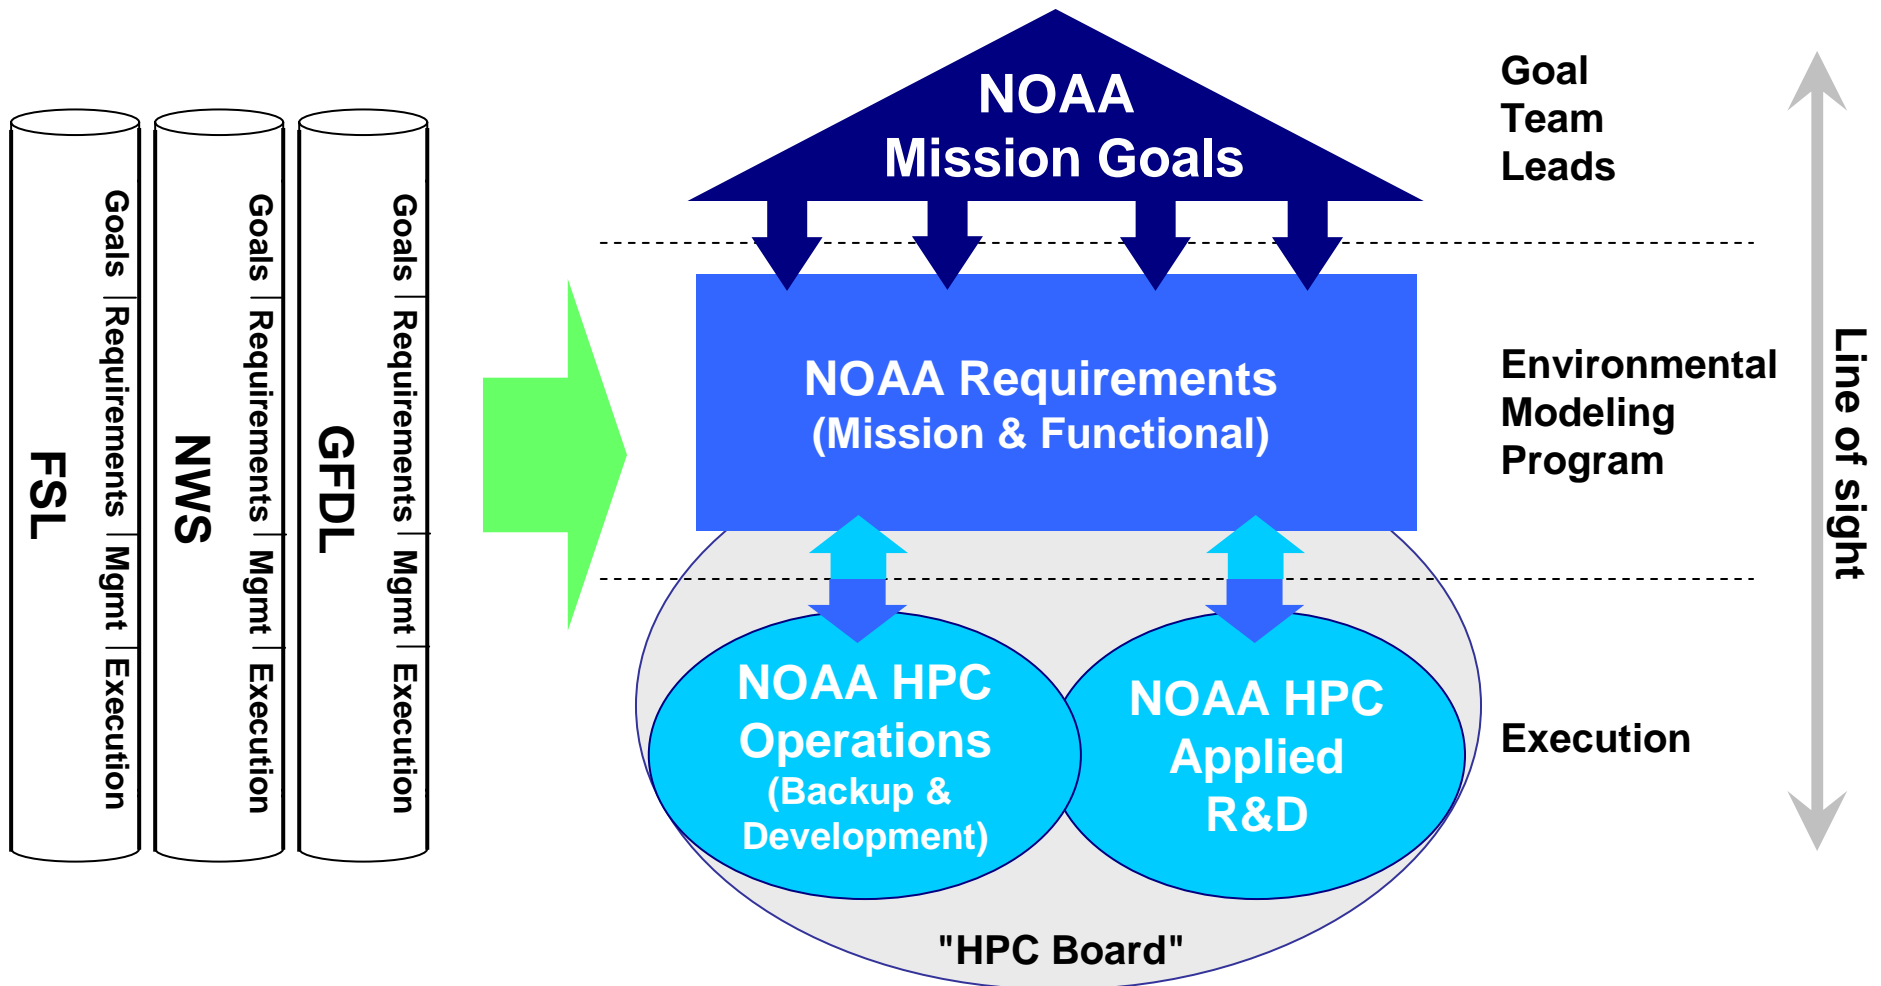 FSL
Goals | Requirements | Mgmt | Execution
NWS
Goals | Requirements | Mgmt | Execution
GFDL
Goals | Requirements | Mgmt | Execution
NOAA
Mission Goals
NOAA Requirements
(Mission & Functional)
NOAA HPC
Operations
(Backup &
Development)
NOAA HPC
Applied
R&D
"HPC Board"
Goal
Team
Leads
Environmental
Modeling
Program
Execution
Line of sight